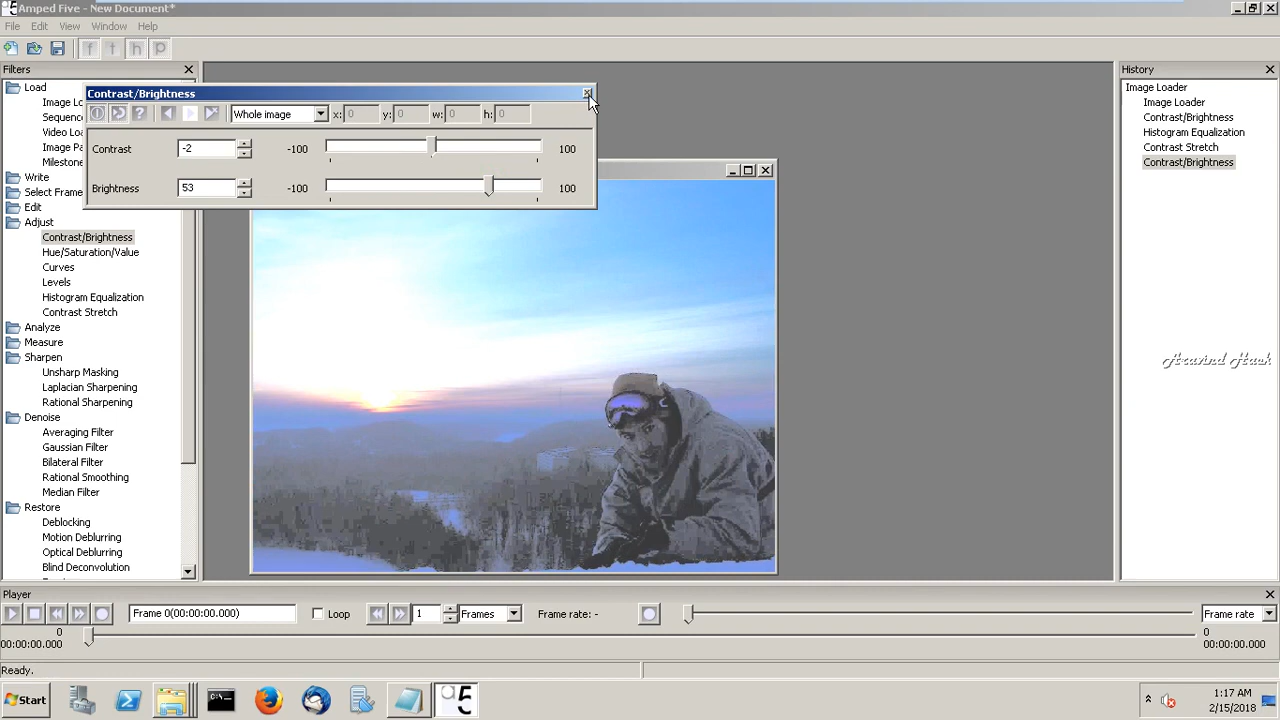 Amped Five - New Document*
File Edit View Window Help
f t h p
Filters
Load
Image Lo
Sequenc
Video Loa
Image Pa
Milestone
Write
Select Frame
Edit
Adjust
Contrast/Brightness
Hue/Saturation/Value
Curves
Levels
Histogram Equalization
Contrast Stretch
Analyze
Measure
Sharpen
Unsharp Masking
Laplacian Sharpening
Rational Sharpening
Denoise
Averaging Filter
Gaussian Filter
Bilateral Filter
Rational Smoothing
Median Filter
Restore
Deblocking
Motion Deblurring
Optical Deblurring
Blind Deconvolution
Contrast/Brightness
Whole image x: 0 y: 0 w: 0 h: 0
Contrast -2 -100 100
Brightness 53 -100 100
History
Image Loader
Image Loader
Contrast/Brightness
Histogram Equalization
Contrast Stretch
Contrast/Brightness
Aravind Hash
Player
Frame 0(00:00:00.000) Loop 1 Frames Frame rate: - Frame rate
0 0
00:00:00.000 00:00:00.000
Ready.
Start 1:17 AM
2/15/2018